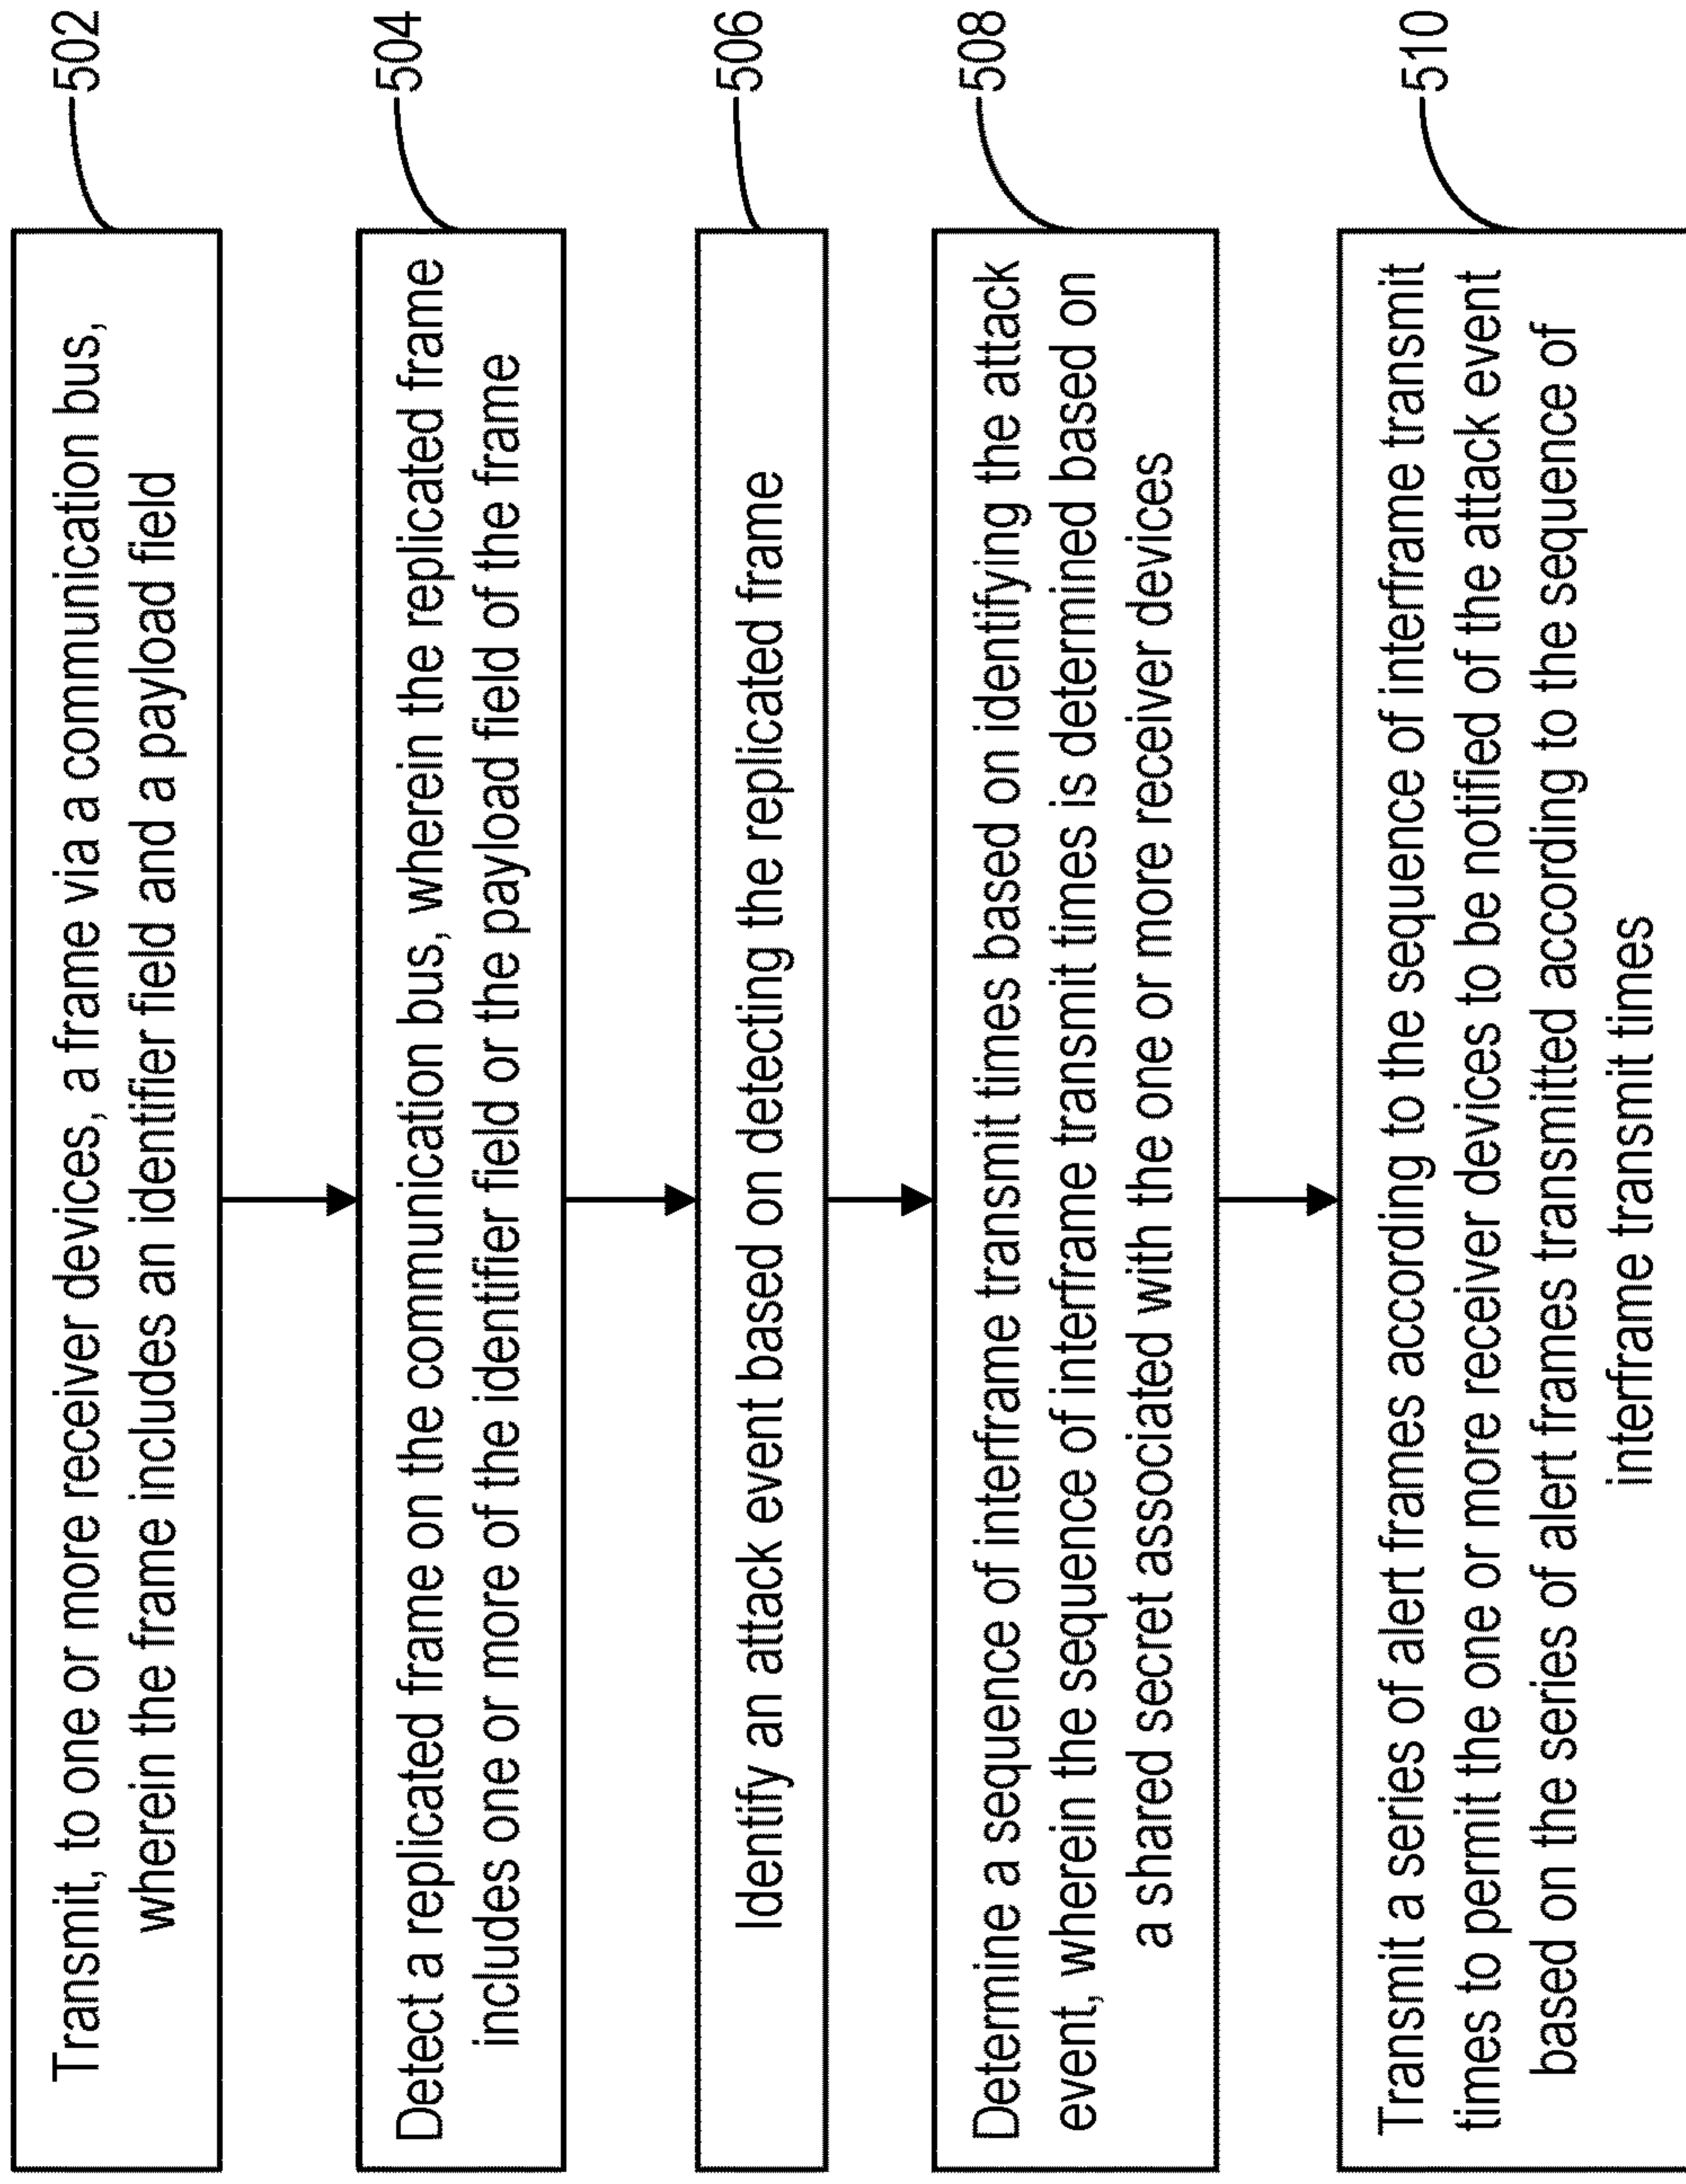 502
Transmit, to one or more receiver devices, a frame via a communication bus,
wherein the frame includes an identifier field and a payload field
504
Detect a replicated frame on the communication bus, wherein the replicated frame
includes one or more of the identifier field or the payload field of the frame
506
Identify an attack event based on detecting the replicated frame
508
Determine a sequence of interframe transmit times based on identifying the attack
event, wherein the sequence of interframe transmit times is determined based on
a shared secret associated with the one or more receiver devices
510
Transmit a series of alert frames according to the sequence of interframe transmit
times to permit the one or more receiver devices to be notified of the attack event
based on the series of alert frames transmitted according to the sequence of
interframe transmit times